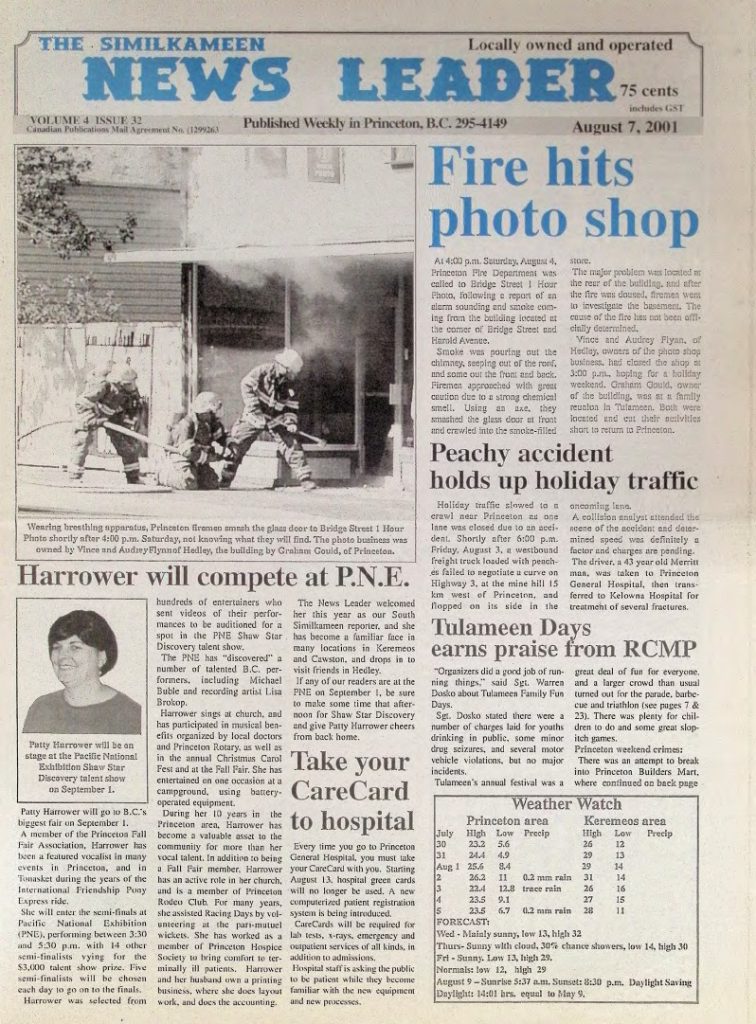 THE SIMILKAMEEN
NEWS LEADER
Locally owned and operated
75 cents
includes GST
VOLUME 4 ISSUE 32
Canadian Publications Mail Agreement No. (1299263
Published Weekly in Princeton, B.C. 295-4149
August 7, 2001
Wearing breathing apparatus, Princeton firemen smash the glass door to Bridge Street 1 Hour
Photo shortly after 4:00 p.m. Saturday, not knowing what they will find. The photo business was
owned by Vince and Audrey Flynn of Hedley, the building by Graham Gould, of Princeton.
Fire hits
photo shop
At 4:00 p.m. Saturday, August 4,
Princeton Fire Department was
called to Bridge Street 1 Hour
Photo, following a report of an
alarm sounding and smoke com-
ing from the building located at
the corner of Bridge Street and
Harold Avenue.
Smoke was pouring out the
chimney, seeping out of the roof,
and some out the front and back.
Firemen approached with great
caution due to a strong chemical
smell. Using an axe, they
smashed the glass door at front
and crawled into the smoke-filled
store.
The major problem was located at
the rear of the building, and after
the fire was doused, firemen went
to investigate the basement. The
cause of the fire has not been offi-
cially determined.
Vince and Audrey Flynn, of
Hedley, owners of the photo shop
business, had closed the shop at
3:00 p.m., hoping for a holiday
weekend. Graham Gould, owner
of the building, was at a family
reunion in Tulameen. Both were
located and cut their activities
short to return to Princeton.
Peachy accident
holds up holiday traffic
Holiday traffic slowed to a
crawl near Princeton as one
lane was closed due to an acci-
dent. Shortly after 6:00 p.m.
Friday, August 3, a westbound
freight truck loaded with peach-
es failed to negotiate a curve on
Highway 3, at the mine hill 15
km west of Princeton, and
flopped on its side in the
oncoming lane.
A collision analyst attended the
scene of the accident and deter-
mined speed was definitely a
factor and charges are pending.
The driver, a 43 year old Merritt
man, was taken to Princeton
General Hospital, then trans-
ferred to Kelowna Hospital for
treatment of several fractures.
Tulameen Days
earns praise from RCMP
"Organizers did a good job of run-
ning things," said Sgt. Warren
Dosko about Tulameen Family Fun
Days.
Sgt. Dosko stated there were a
number of charges laid for youths
drinking in public, some minor
drug seizures, and several motor
vehicle violations, but no major
incidents.
Tulameen's annual festival was a
great deal of fun for everyone,
and a larger crowd than usual
turned out for the parade, barbe-
cue and triathlon (see pages 7 &
23). There was plenty for chil-
dren to do and some great slop-
itch games.
Princeton weekend crimes:
There was an attempt to break
into Princeton Builders Mart,
where continued on back page
Harrower will compete at P.N.E.
Patty Harrower will be on
stage at the Pacific National
Exhibition Shaw Star
Discovery talent show
on September 1.
Patty Harrower will go to B.C.'s
biggest fair on September 1.
A member of the Princeton Fall
Fair Association, Harrower has
been a featured vocalist in many
events in Princeton, and in
Tonasket during the years of the
International Friendship Pony
Express ride.
She will enter the semi-finals at
Pacific National Exhibition
(PNE), performing between 3:30
and 5:30 p.m. with 14 other
semi-finalists vying for the
$3,000 talent show prize. Five
semi-finalists will be chosen
each day to go on to the finals.
Harrower was selected from
hundreds of entertainers who
sent videos of their perfor-
mances to be auditioned for a
spot in the PNE Shaw Star
Discovery talent show.
The PNE has "discovered" a
number of talented B.C. per-
formers, including Michael
Buble and recording artist Lisa
Brokop.
Harrower sings at church, and
has participated in musical bene-
fits organized by local doctors
and Princeton Rotary, as well as
in the annual Christmas Carol
Fest and at the Fall Fair. She has
entertained on one occasion at a
campground, using battery-
operated equipment.
During her 10 years in the
Princeton area, Harrower has
become a valuable asset to the
community for more than her
vocal talent. In addition to being
a Fall Fair member, Harrower
has an active role in her church,
and is a member of Princeton
Rodeo Club. For many years,
she assisted Racing Days by vol-
unteering at the pari-mutuel
wickets. She has worked as a
member of Princeton Hospice
Society to bring comfort to ter-
minally ill patients. Harrower
and her husband own a printing
business, where she does layout
work, and does the accounting.
The News Leader welcomed
her this year as our South
Similkameen reporter, and she
has become a familiar face in
many locations in Keremeos
and Cawston, and drops in to
visit friends in Hedley.
If any of our readers are at the
PNE on September 1, be sure
to make some time that after-
noon for Shaw Star Discovery
and give Patty Harrower cheers
from back home.
Take your
CareCard
to hospital
Every time you go to Princeton
General Hospital, you must take
your CareCard with you. Starting
August 13, hospital green cards
will no longer be used. A new
computerized patient registration
system is being introduced.
CareCards will be required for
lab tests, x-rays, emergency and
outpatient services of all kinds, in
addition to admissions.
Hospital staff is asking the public
to be patient while they become
familiar with the new equipment
and new processes.
Weather Watch
Princeton area Keremeos area
July High Low Precip High Low Precip
30 23.2 5.6 26 12
31 24.4 4.9 29 13
Aug 1 25.6 8.4 29 14
2 26.2 11 0.2 mm rain 31 14
3 22.4 12.8 trace rain 26 16
4 23.5 9.1 27 15
5 23.5 6.7 0.2 mm rain 28 11
FORECAST:
Wed - Mainly sunny, low 13, high 32
Thurs- Sunny with cloud, 30% chance showers, low 14, high 30
Fri - Sunny. Low 13, high 29.
Normals: low 12, high 29
August 9 - Sunrise 5:37 a.m. Sunset: 8:30 p.m. Daylight Saving
Daylight: 14:01 hrs. equal to May 9.